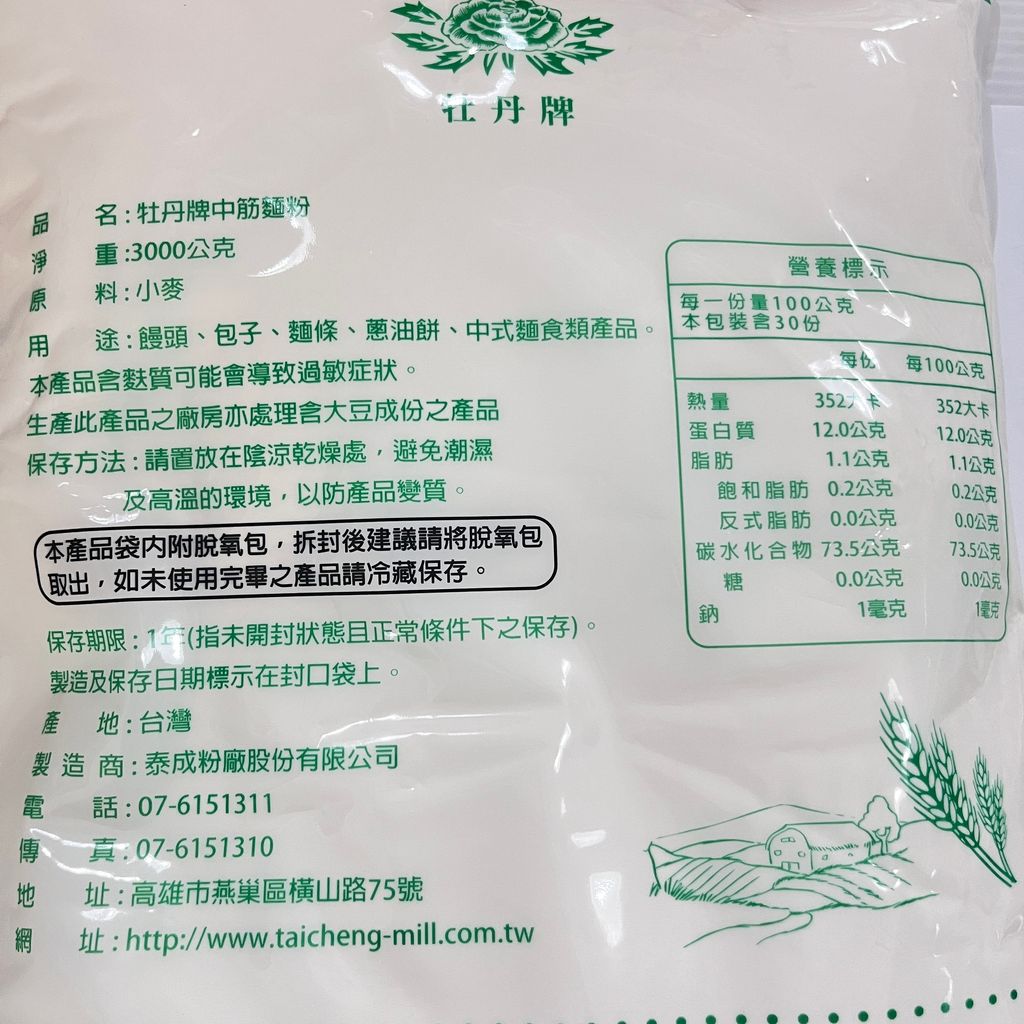 牡丹牌
品　　名:牡丹牌中筋麵粉
淨　　重:3000公克
原　　料:小麥
用　　途:饅頭、包子、麵條、蔥油餅、中式麵食類產品。
本產品含麩質可能會導致過敏症狀。
生產此產品之廠房亦處理含大豆成份之產品
保存方法:請置放在陰涼乾燥處,避免潮濕
及高溫的環境,以防產品變質。
本產品袋內附脫氧包,拆封後建議請將脫氧包
取出,如未使用完畢之產品請冷藏保存。
保存期限:1年(指未開封狀態且正常條件下之保存)。
製造及保存日期標示在封口袋上。
產　　地:台灣
製 造 商:泰成粉廠股份有限公司
電　　話:07-6151311
傳　　真:07-6151310
地　　址:高雄市燕巢區橫山路75號
網　　址:http://www.taicheng-mill.com.tw
營養標示
每一份量100公克
本包裝含30份
每份 每100公克
熱量 352大卡 352大卡
蛋白質 12.0公克 12.0公克
脂肪 1.1公克 1.1公克
飽和脂肪 0.2公克 0.2公克
反式脂肪 0.0公克 0.0公克
碳水化合物 73.5公克 73.5公克
糖 0.0公克 0.0公克
鈉 1毫克 1毫克